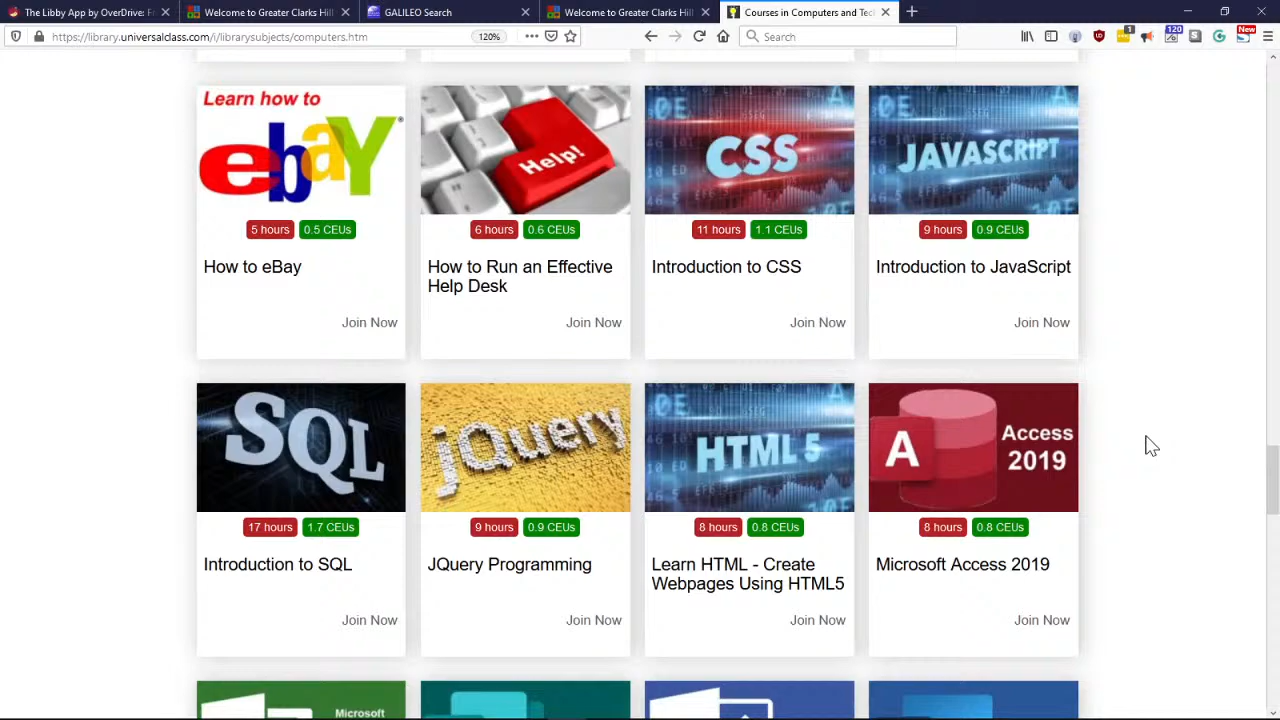 The Libby App by OverDrive: Fr
Welcome to Greater Clarks Hill
GALILEO Search
Welcome to Greater Clarks Hill
Courses in Computers and Tec
https://library.universalclass.com/i/librarysubjects/computers.htm
120%
Search
1
120
New
Learn how to
ebay
Help!
CSS
JAVASCRIPT
5 hours 0.5 CEUs
6 hours 0.6 CEUs
11 hours 1.1 CEUs
9 hours 0.9 CEUs
How to eBay
How to Run an Effective
Help Desk
Introduction to CSS
Introduction to JavaScript
Join Now
Join Now
Join Now
Join Now
SQL
jQuery
HTML 5
A
Access
2019
17 hours 1.7 CEUs
9 hours 0.9 CEUs
8 hours 0.8 CEUs
8 hours 0.8 CEUs
Introduction to SQL
JQuery Programming
Learn HTML - Create
Webpages Using HTML5
Microsoft Access 2019
Join Now
Join Now
Join Now
Join Now
Microsoft